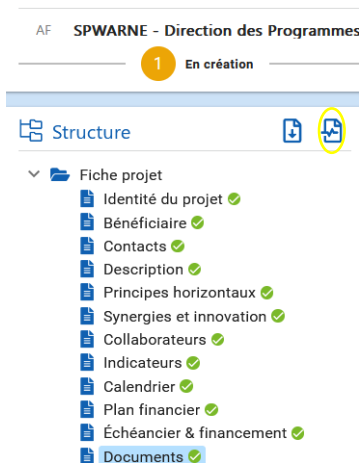 AF SPWARNE - Direction des Programmes
1 En création
Structure
Fiche projet
Identité du projet
Bénéficiaire
Contacts
Description
Principes horizontaux
Synergies et innovation
Collaborateurs
Indicateurs
Calendrier
Plan financier
Échéancier & financement
Documents